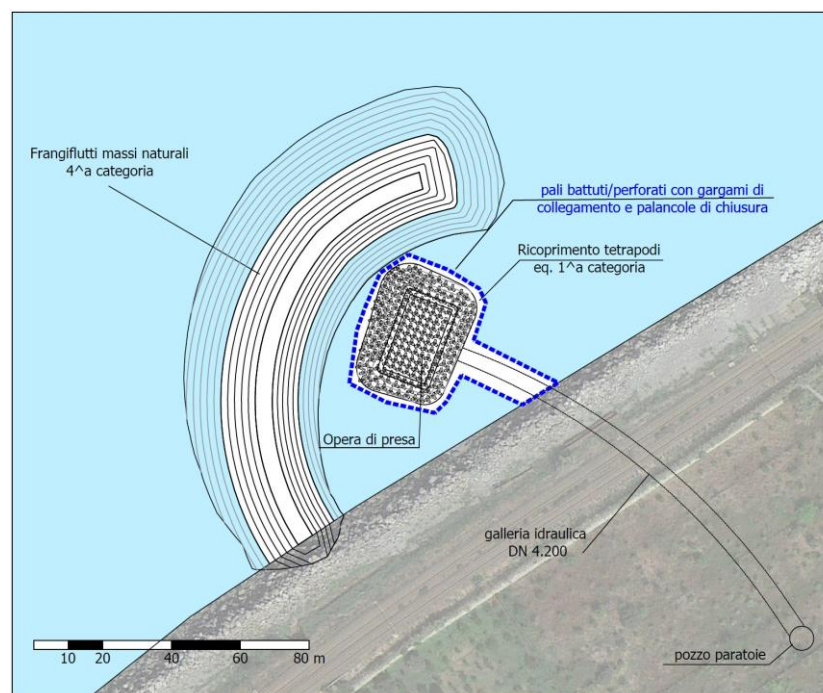 Frangiflutti massi naturali
4^a categoria
pali battuti/perforati con gargami di
collegamento e palancole di chiusura
Ricoprimento tetrapodi
eq. 1^a categoria
Opera di presa
galleria idraulica
DN 4.200
pozzo paratoie
10 20 40 60 80 m